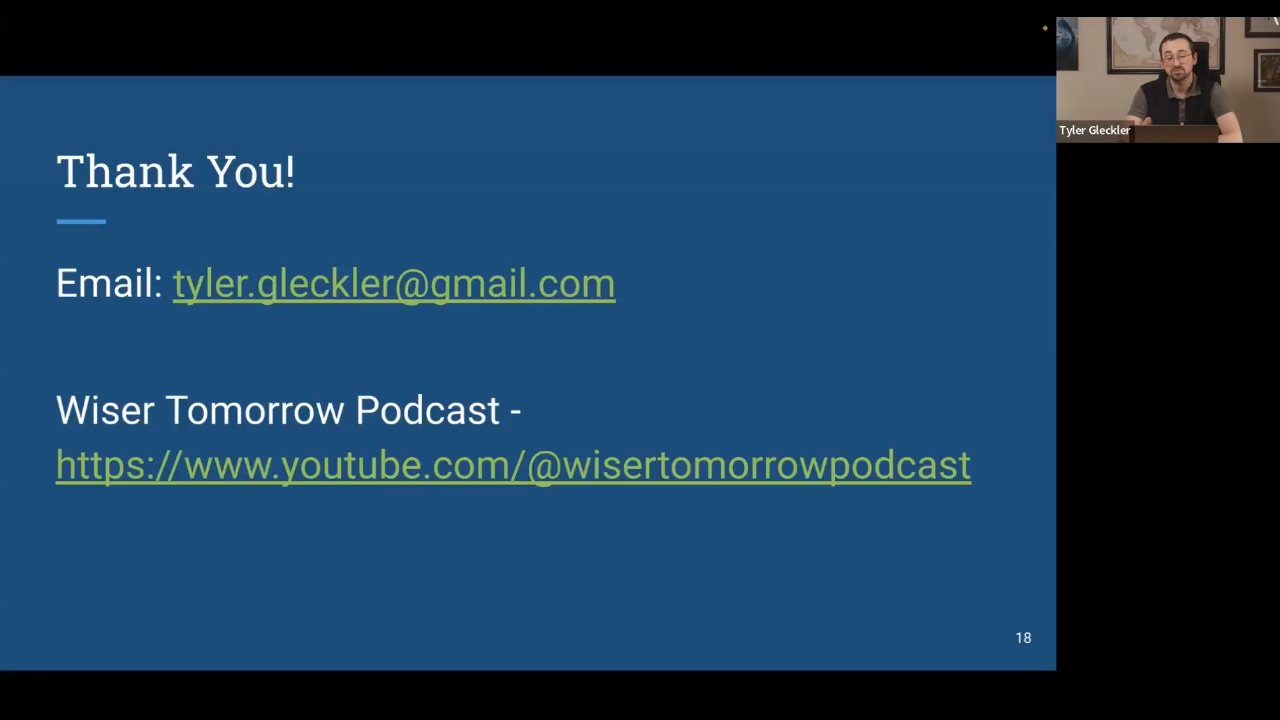 Thank You!
Email: tyler.gleckler@gmail.com
Wiser Tomorrow Podcast -
https://www.youtube.com/@wisertomorrowpodcast
18
Tyler Gleckler